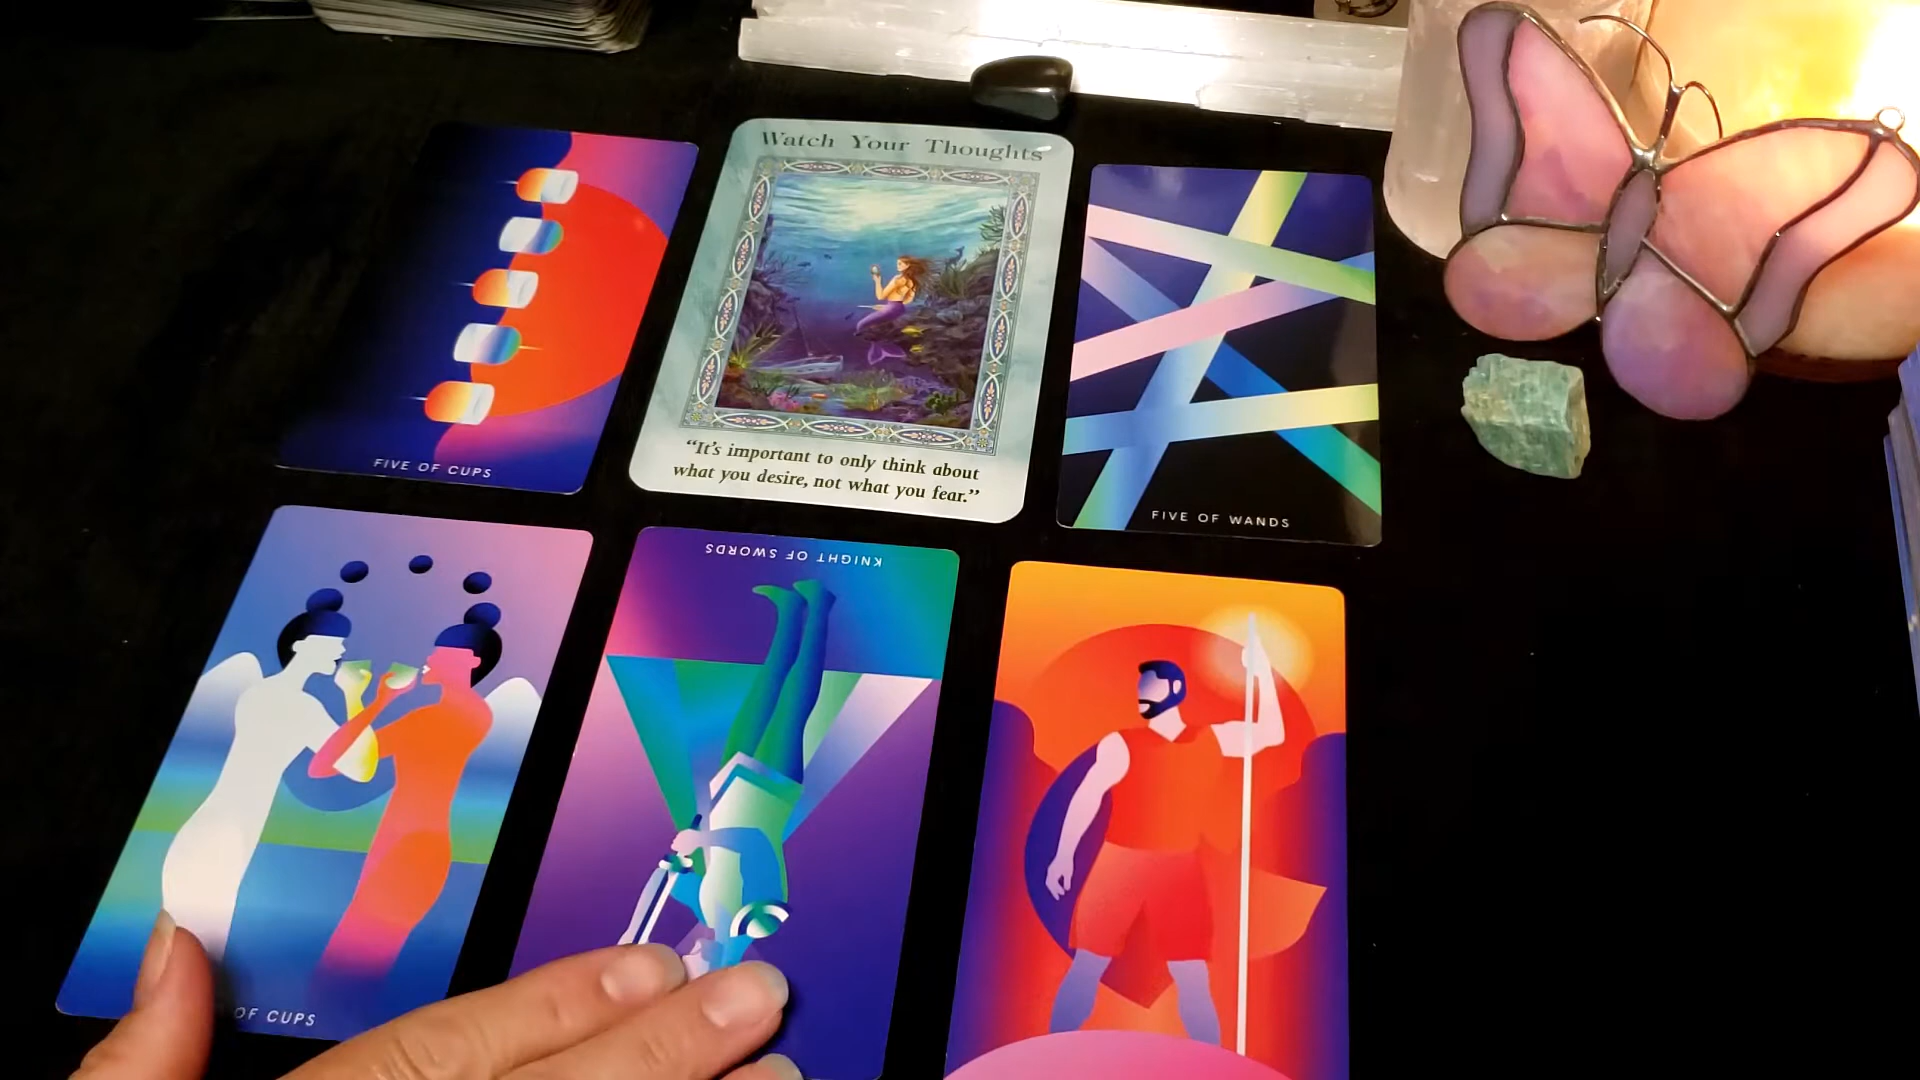 Watch Your Thoughts
FIVE OF CUPS
"It's important to only think about
what you desire, not what you fear."
FIVE OF WANDS
OF CUPS
KNIGHT OF SWORDS